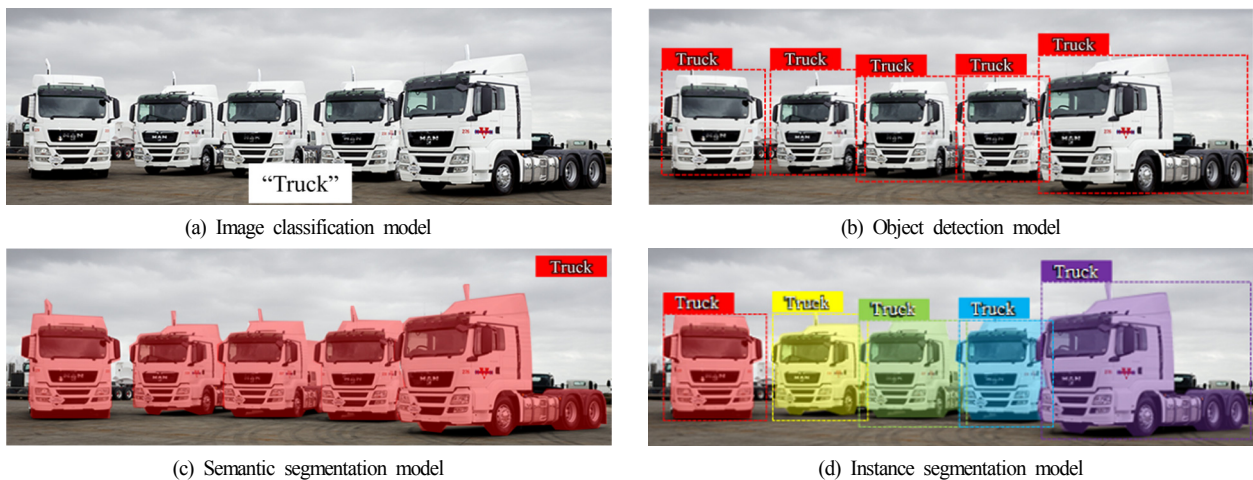 “Truck”
Truck
Truck
Truck
Truck
Truck
(a) Image classification model
(b) Object detection model
Truck
Truck
Truck
Truck
Truck
Truck
(c) Semantic segmentation model
(d) Instance segmentation model